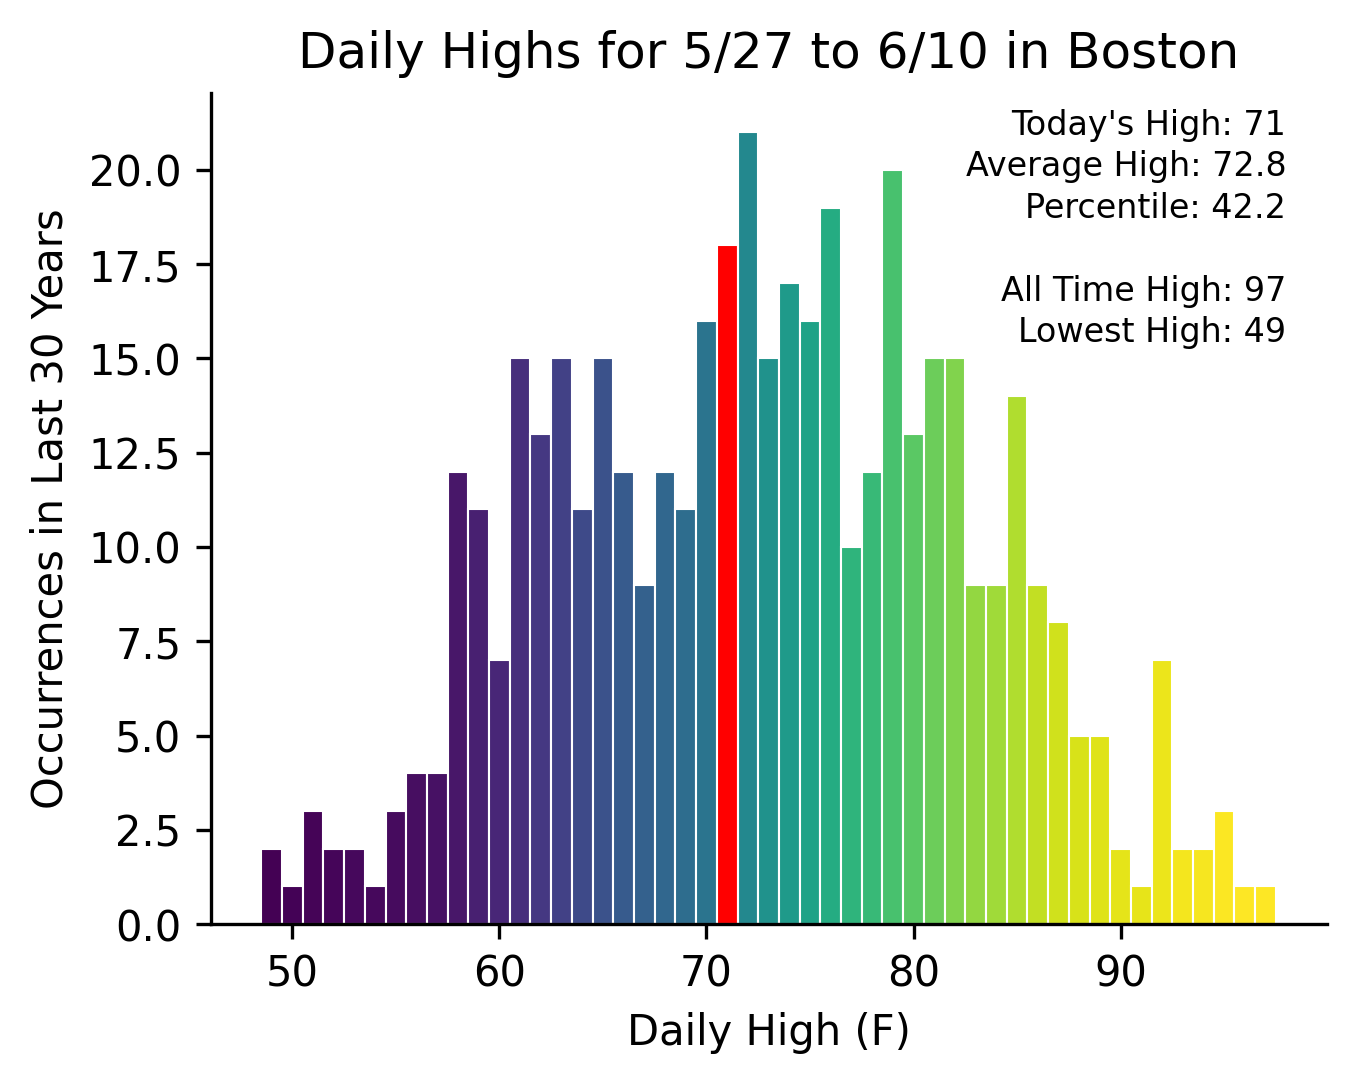 Daily Highs for 5/27 to 6/10 in Boston
Today's High: 71
Average High: 72.8
Percentile: 42.2
All Time High: 97
Lowest High: 49
Occurrences in Last 30 Years
20.0
17.5
15.0
12.5
10.0
7.5
5.0
2.5
0.0
50 60 70 80 90
Daily High (F)